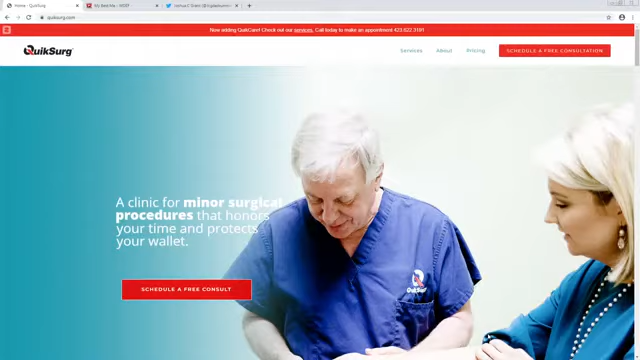 Home - QuikSurg
quiksurg.com
Now adding QuikCare! Check out our services. Call today to make an appointment 423.822.3191
QuikSurg
Services
About
Pricing
SCHEDULE A FREE CONSULTATION
A clinic for minor surgical
procedures that honors
your time and protects
your wallet.
SCHEDULE A FREE CONSULT
QuikSurg